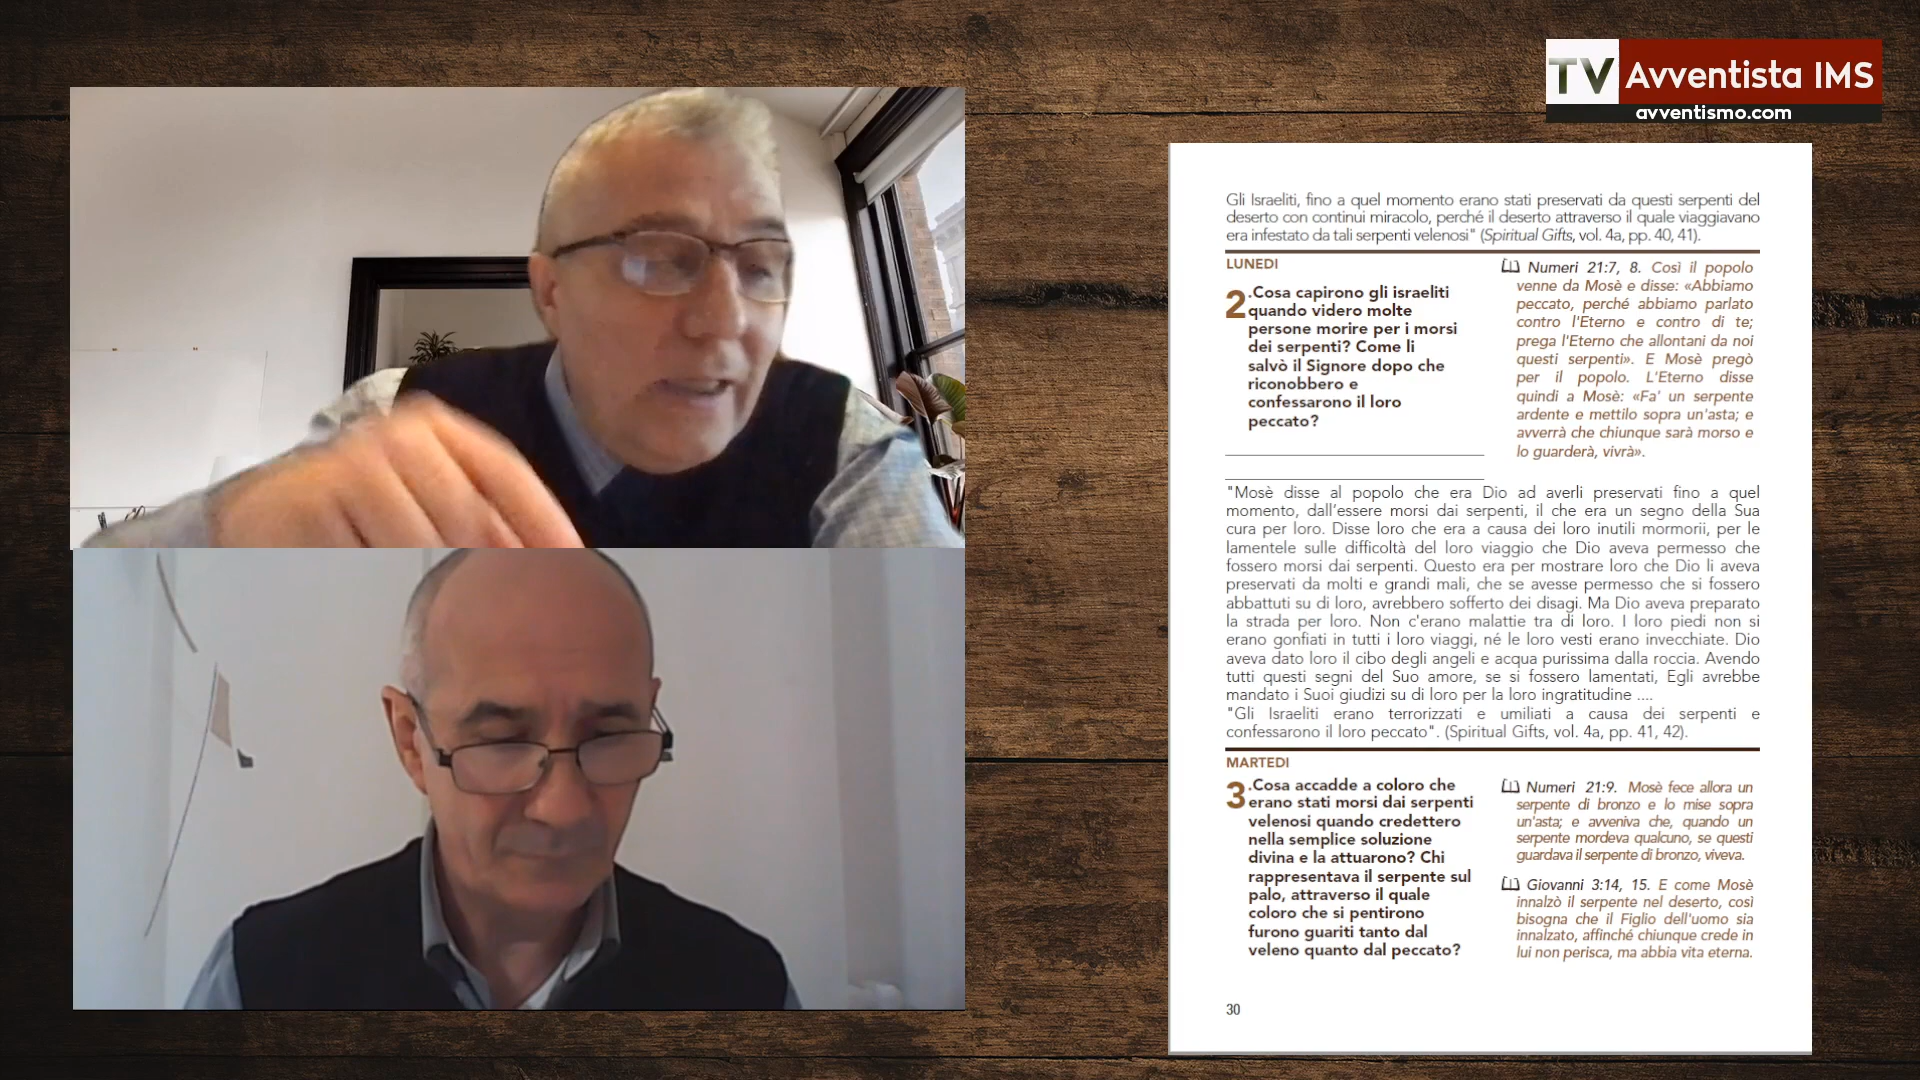 TV Avventista IMS
avventismo.com
Gli Israeliti, fino a quel momento erano stati preservati da questi serpenti del
deserto con continui miracolo, perché il deserto attraverso il quale viaggiavano
era infestato da tali serpenti velenosi" (Spiritual Gifts, vol. 4a, pp. 40, 41).
LUNEDI
2.Cosa capirono gli israeliti
quando videro molte
persone morire per i morsi
dei serpenti? Come li
salvò il Signore dopo che
riconobbero e
confessarono il loro
peccato?
Numeri 21:7, 8. Così il popolo
venne da Mosè e disse: «Abbiamo
peccato, perché abbiamo parlato
contro l'Eterno e contro di te;
prega l'Eterno che allontani da noi
questi serpenti». E Mosè pregò
per il popolo. L'Eterno disse
quindi a Mosè: «Fa' un serpente
ardente e mettilo sopra un'asta; e
avverrà che chiunque sarà morso e
lo guarderà, vivrà».
"Mosè disse al popolo che era Dio ad averli preservati fino a quel
momento, dall'essere morsi dai serpenti, il che era un segno della Sua
cura per loro. Disse loro che era a causa dei loro inutili mormorii, per le
lamentele sulle difficoltà del loro viaggio che Dio aveva permesso che
fossero morsi dai serpenti. Questo era per mostrare loro che Dio li aveva
preservati da molti e grandi mali, che se avesse permesso che si fossero
abbattuti su di loro, avrebbero sofferto dei disagi. Ma Dio aveva preparato
la strada per loro. Non c'erano malattie tra di loro. I loro piedi non si
erano gonfiati in tutti i loro viaggi, né le loro vesti erano invecchiate. Dio
aveva dato loro il cibo degli angeli e acqua purissima dalla roccia. Avendo
tutti questi segni del Suo amore, se si fossero lamentati, Egli avrebbe
mandato i Suoi giudizi su di loro per la loro ingratitudine ....
"Gli Israeliti erano terrorizzati e umiliati a causa dei serpenti e
confessarono il loro peccato". (Spiritual Gifts, vol. 4a, pp. 41, 42).
MARTEDI
3.Cosa accadde a coloro che
erano stati morsi dai serpenti
velenosi quando credettero
nella semplice soluzione
divina e la attuarono? Chi
rappresentava il serpente sul
palo, attraverso il quale
coloro che si pentirono
furono guariti tanto dal
veleno quanto dal peccato?
Numeri 21:9. Mosè fece allora un
serpente di bronzo e lo mise sopra
un'asta; e avveniva che, quando un
serpente mordeva qualcuno, se questi
guardava il serpente di bronzo, viveva.
Giovanni 3:14, 15. E come Mosè
innalzò il serpente nel deserto, così
bisogna che il Figlio dell'uomo sia
innalzato, affinché chiunque crede in
lui non perisca, ma abbia vita eterna.
30